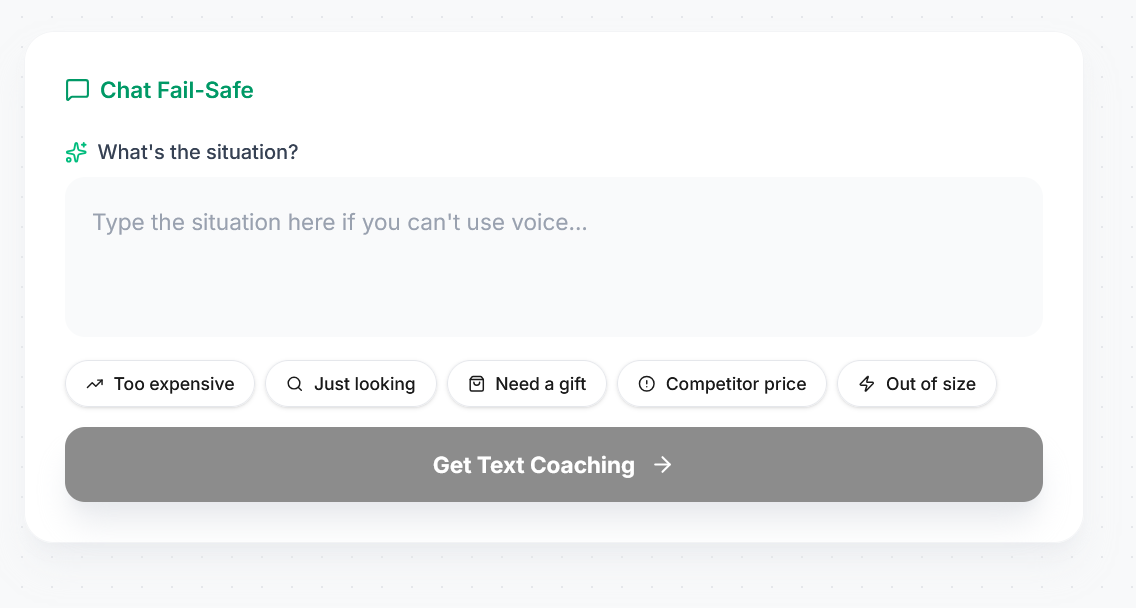 Chat Fail-Safe
What's the situation?
Type the situation here if you can't use voice...
Too expensive
Just looking
Need a gift
Competitor price
Out of size
Get Text Coaching